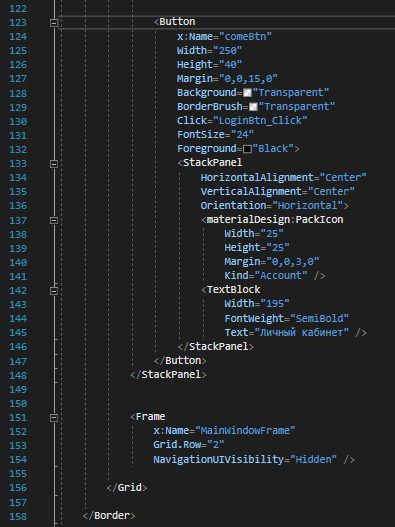 122
123 <Button
124 x:Name="comeBtn"
125 Width="250"
126 Height="40"
127 Margin="0,0,15,0"
128 Background="Transparent"
129 BorderBrush="Transparent"
130 Click="LoginBtn_Click"
131 FontSize="24"
132 Foreground="Black">
133 <StackPanel
134 HorizontalAlignment="Center"
135 VerticalAlignment="Center"
136 Orientation="Horizontal">
137 <materialDesign:PackIcon
138 Width="25"
139 Height="25"
140 Margin="0,0,3,0"
141 Kind="Account" />
142 <TextBlock
143 Width="195"
144 FontWeight="SemiBold"
145 Text="Личный кабинет" />
146 </StackPanel>
147 </Button>
148 </StackPanel>
149
150
151 <Frame
152 x:Name="MainWindowFrame"
153 Grid.Row="2"
154 NavigationUIVisibility="Hidden" />
155
156 </Grid>
157
158 </Border>